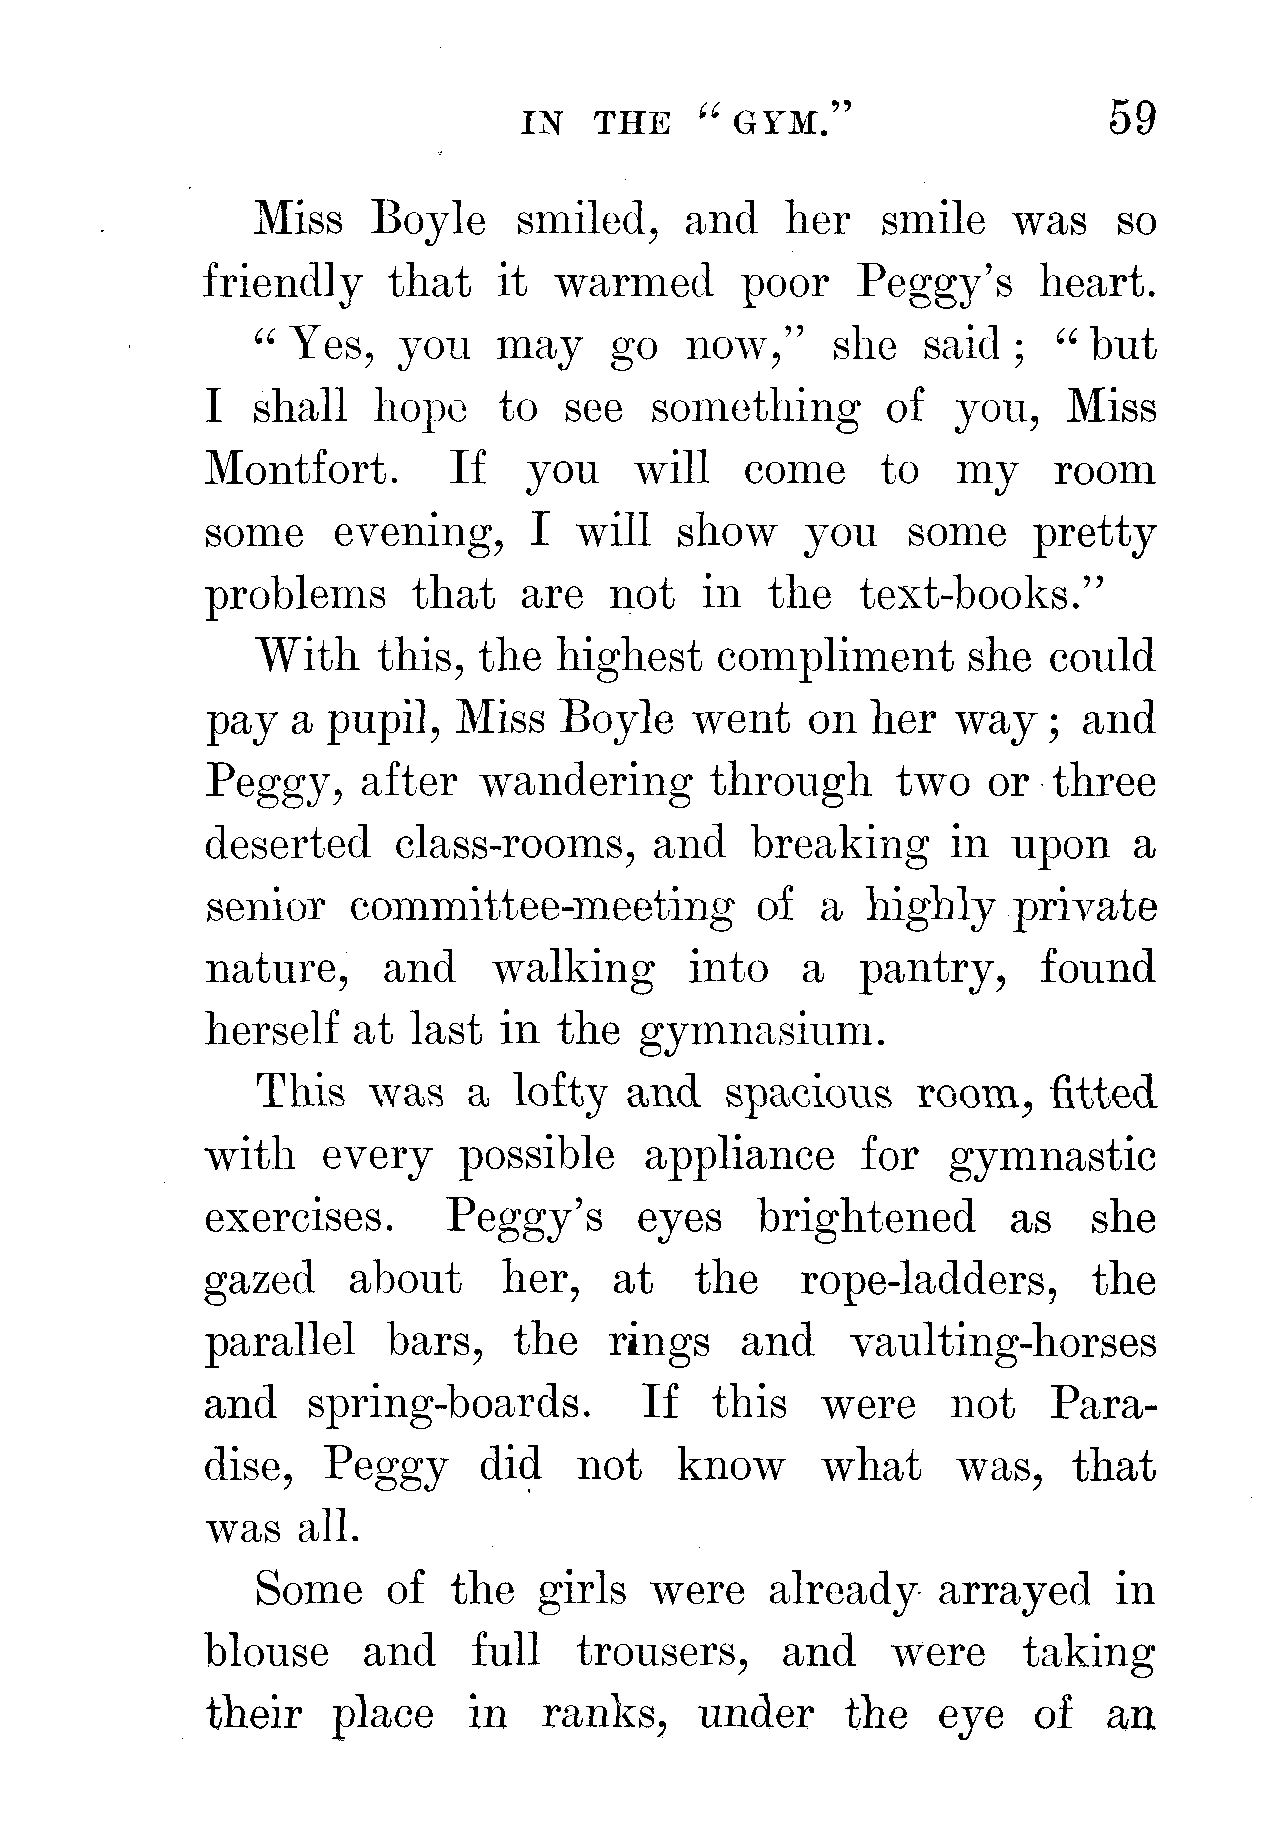 IN THE "GYM." 59
Miss Boyle smiled, and her smile was so
friendly that it warmed poor Peggy's heart.
"Yes, you may go now," she said; "but
I shall hope to see something of you, Miss
Montfort. If you will come to my room
some evening, I will show you some pretty
problems that are not in the text-books."
With this, the highest compliment she could
pay a pupil, Miss Boyle went on her way; and
Peggy, after wandering through two or three
deserted class-rooms, and breaking in upon a
senior committee-meeting of a highly private
nature, and walking into a pantry, found
herself at last in the gymnasium.
This was a lofty and spacious room, fitted
with every possible appliance for gymnastic
exercises. Peggy's eyes brightened as she
gazed about her, at the rope-ladders, the
parallel bars, the rings and vaulting-horses
and spring-boards. If this were not Para-
dise, Peggy did not know what was, that
was all.
Some of the girls were already arrayed in
blouse and full trousers, and were taking
their place in ranks, under the eye of an